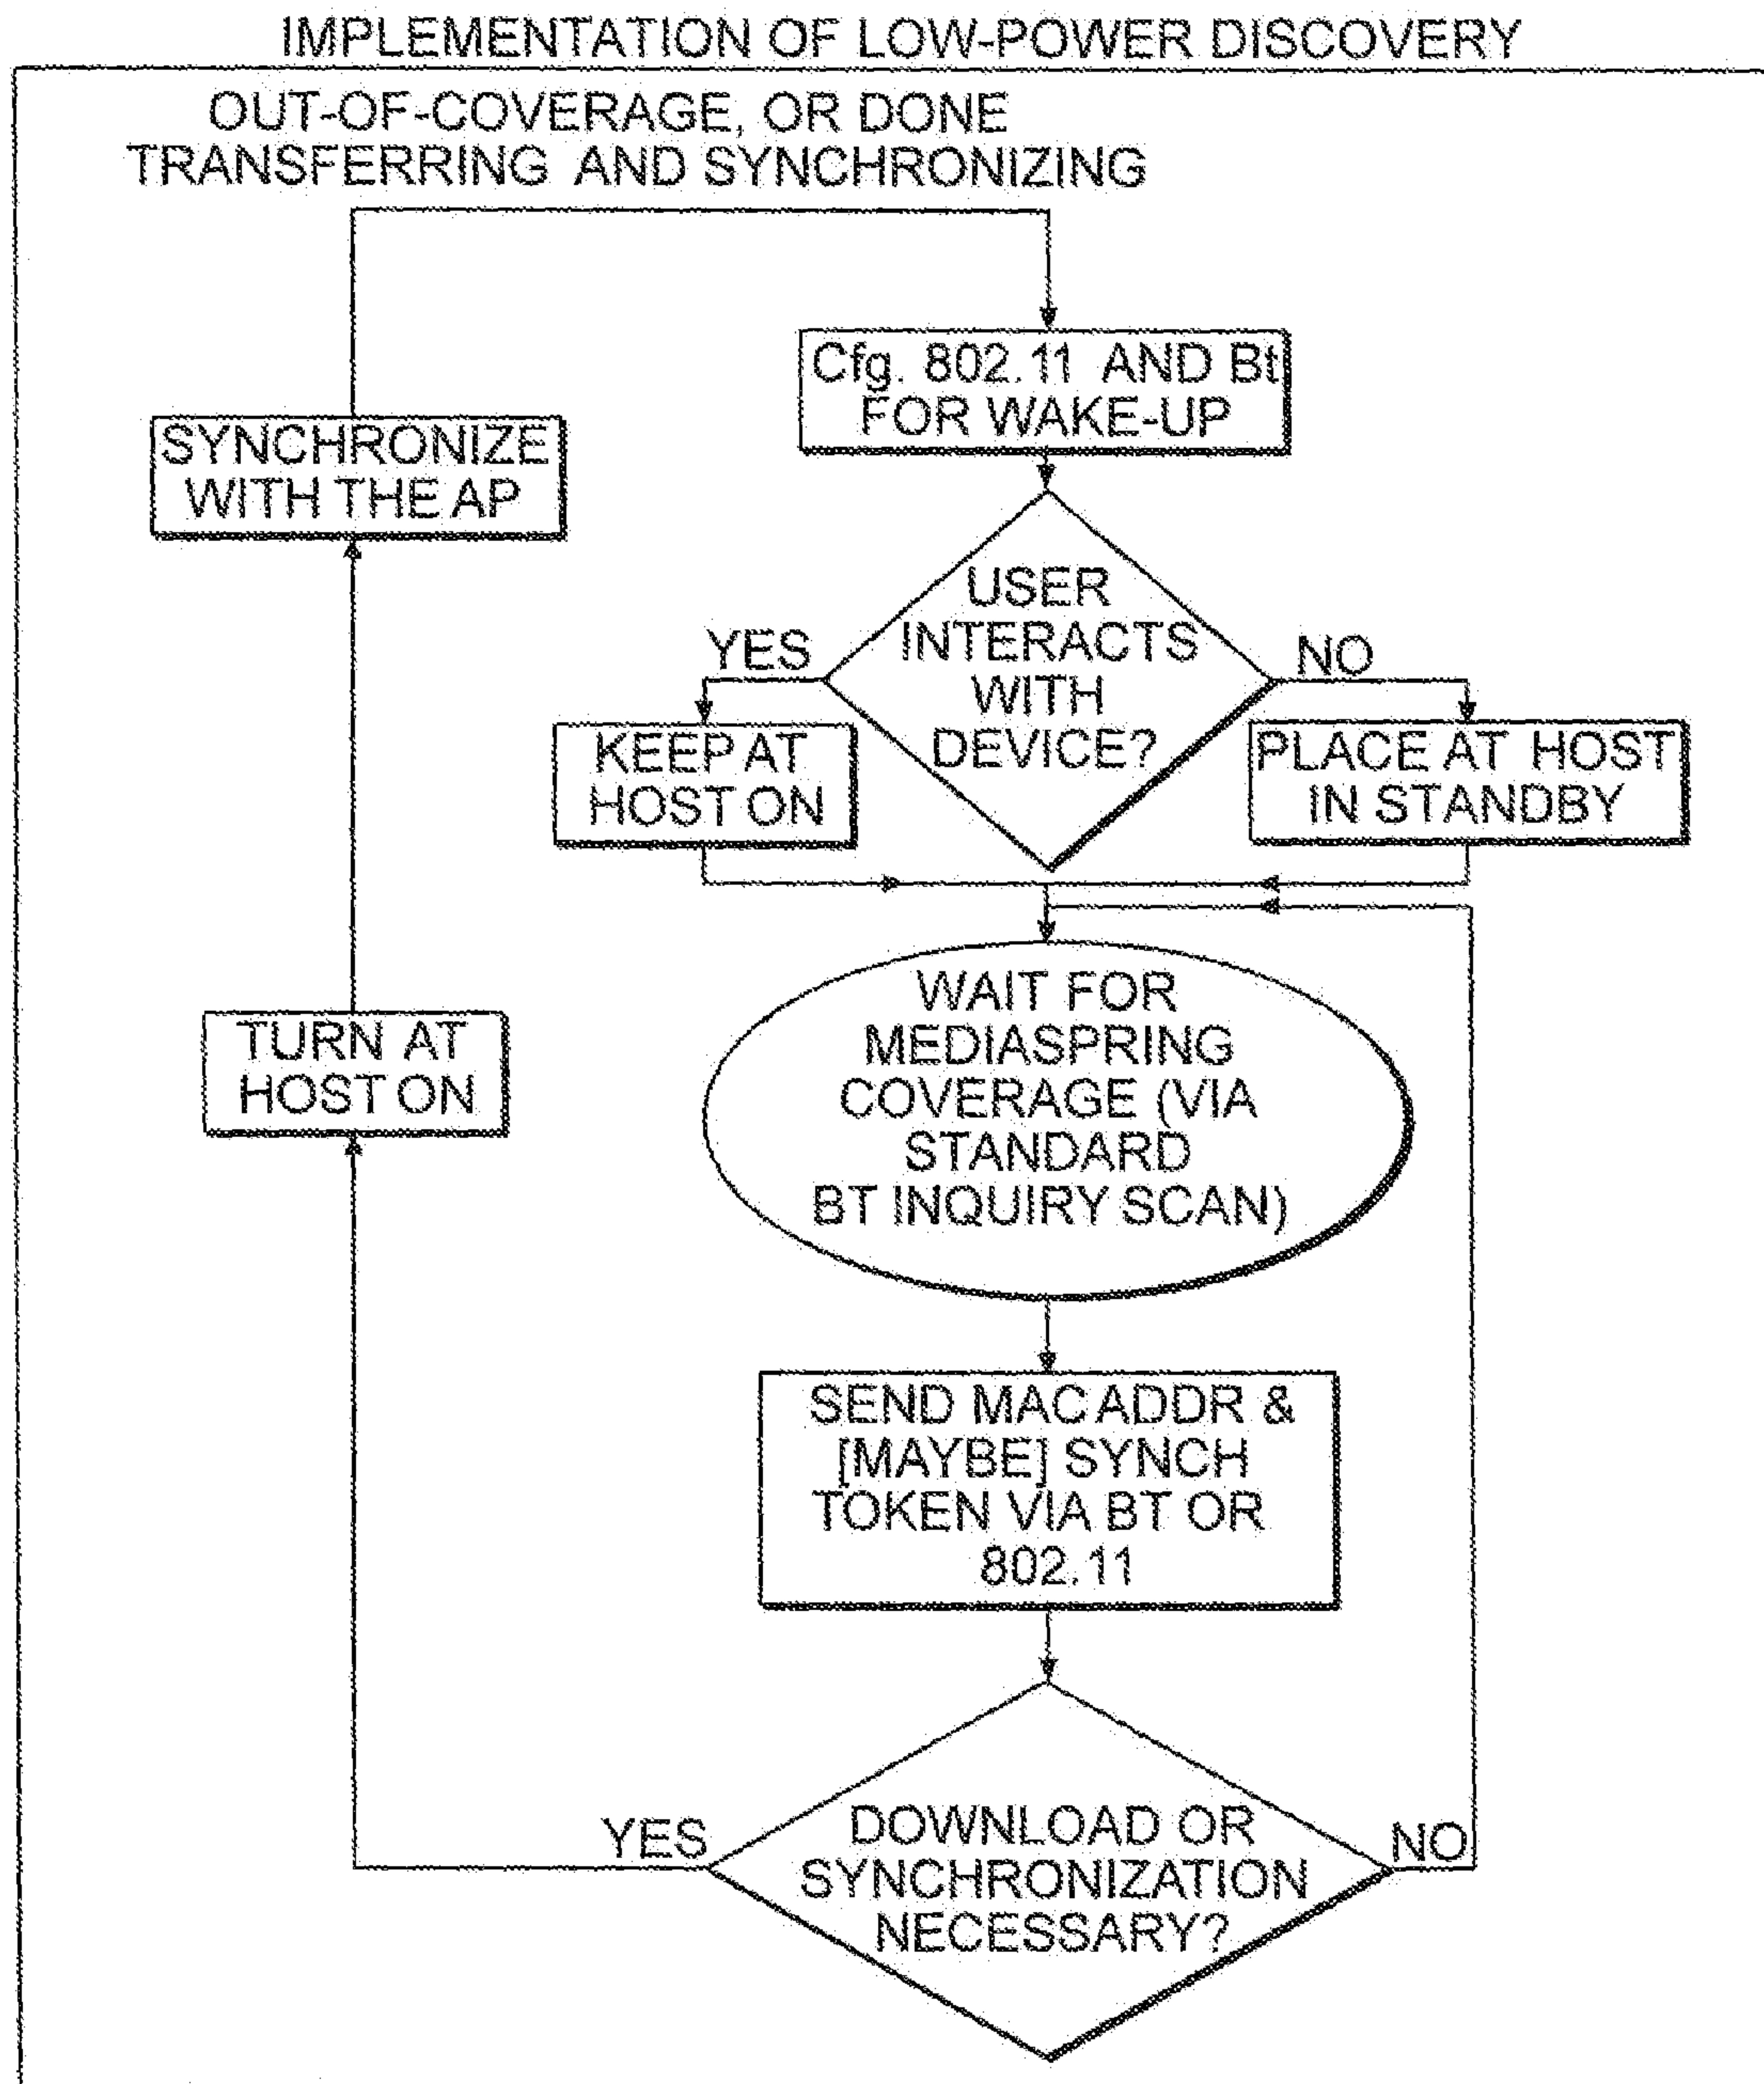 IMPLEMENTATION OF LOW-POWER DISCOVERY
OUT-OF-COVERAGE, OR DONE
TRANSFERRING AND SYNCHRONIZING
Cfg. 802.11 AND Bt
FOR WAKE-UP
SYNCHRONIZE
WITH THE AP
USER
INTERACTS
WITH
DEVICE?
YES
NO
KEEP AT
HOST ON
PLACE AT HOST
IN STANDBY
WAIT FOR
MEDIASPRING
COVERAGE (VIA
STANDARD
BT INQUIRY SCAN)
TURN AT
HOST ON
SEND MAC ADDR &
[MAYBE] SYNCH
TOKEN VIA BT OR
802.11
YES
DOWNLOAD OR
SYNCHRONIZATION
NECESSARY?
NO